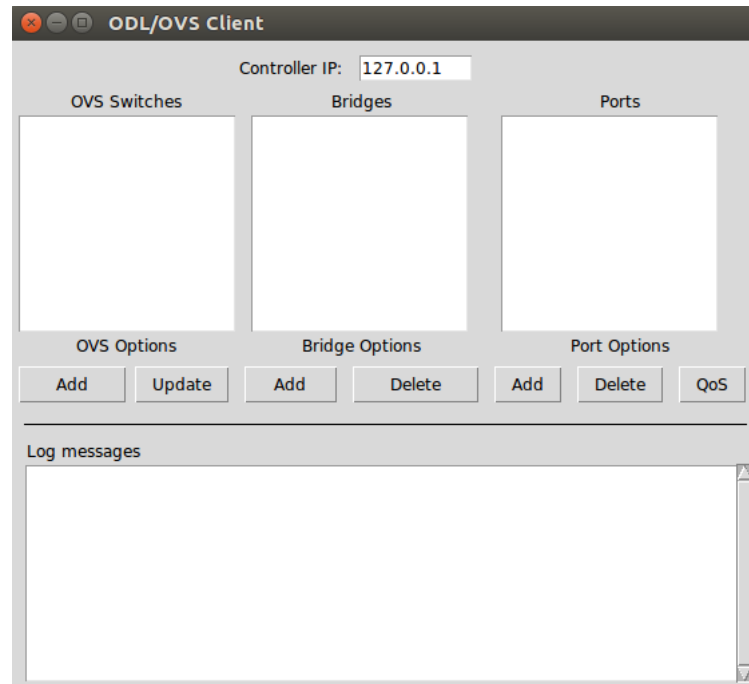 ODL/OVS Client
Controller IP: 127.0.0.1
OVS Switches Bridges Ports
OVS Options Bridge Options Port Options
Add Update Add Delete Add Delete QoS
Log messages